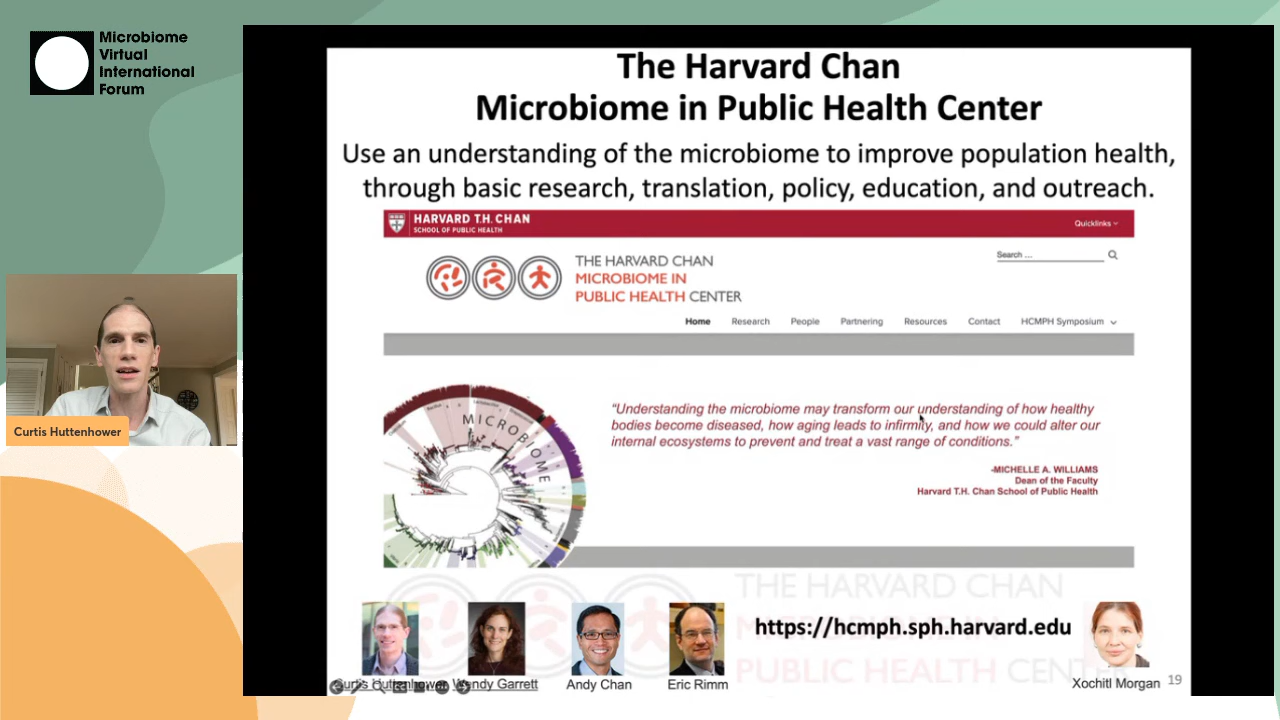 Microbiome
Virtual
International
Forum
The Harvard Chan
Microbiome in Public Health Center
Use an understanding of the microbiome to improve population health,
through basic research, translation, policy, education, and outreach.
HARVARD T.H. CHAN
SCHOOL OF PUBLIC HEALTH
Quicklinks
THE HARVARD CHAN
MICROBIOME IN
PUBLIC HEALTH CENTER
Search ...
Home Research People Partnering Resources Contact HCMPH Symposium
MICROBIOME
“Understanding the microbiome may transform our understanding of how healthy
bodies become diseased, how aging leads to infirmity, and how we could alter our
internal ecosystems to prevent and treat a vast range of conditions.”
-MICHELLE A. WILLIAMS
Dean of the Faculty
Harvard T.H. Chan School of Public Health
Curtis Huttenhower
THE HARVARD CHAN
https://hcmph.sph.harvard.edu
PUBLIC HEALTH CENTER
Curtis Huttenhower Wendy Garrett Andy Chan Eric Rimm Xochitl Morgan 19